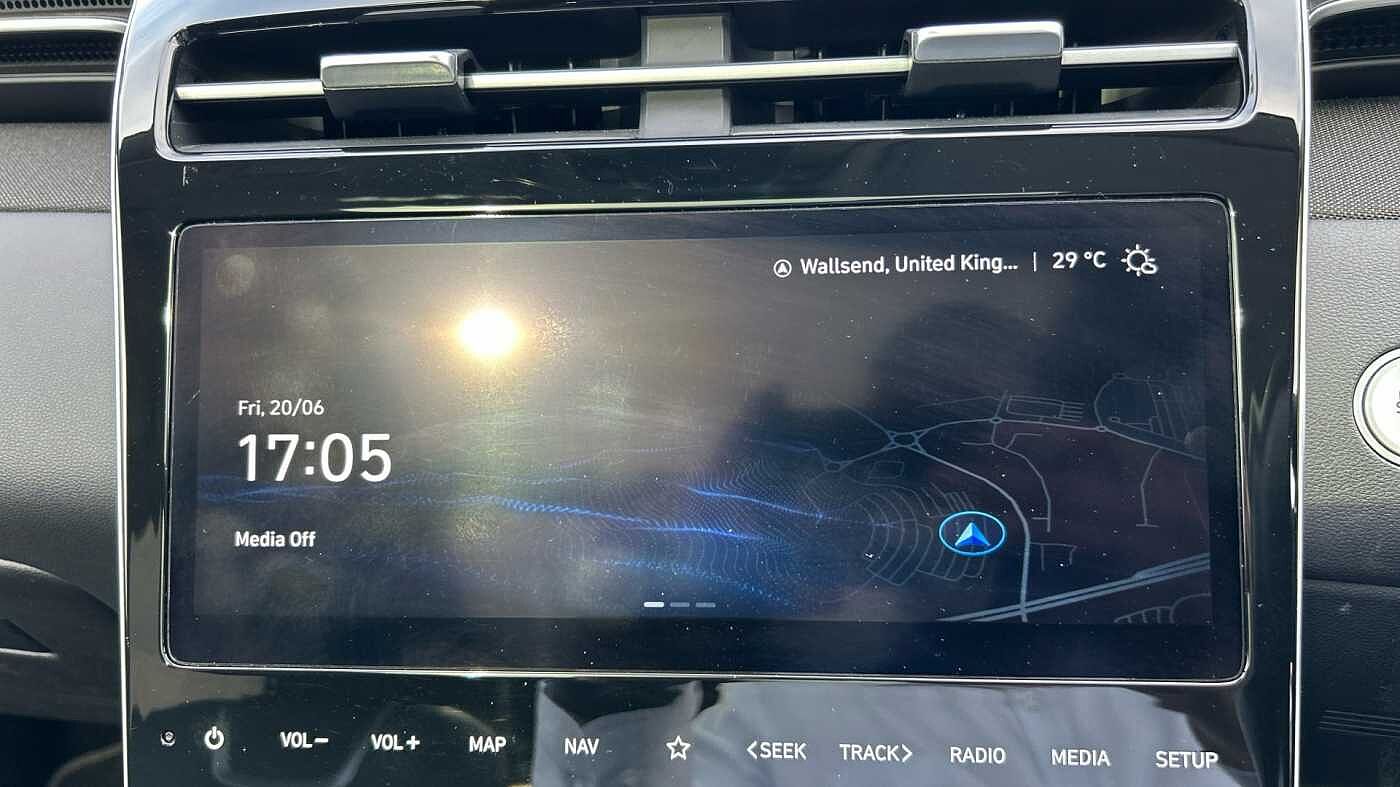 Wallsend, United King... | 29 °C
Fri, 20/06
17:05
Media Off
VOL− VOL+ MAP NAV ☆ <SEEK TRACK> RADIO MEDIA SETUP